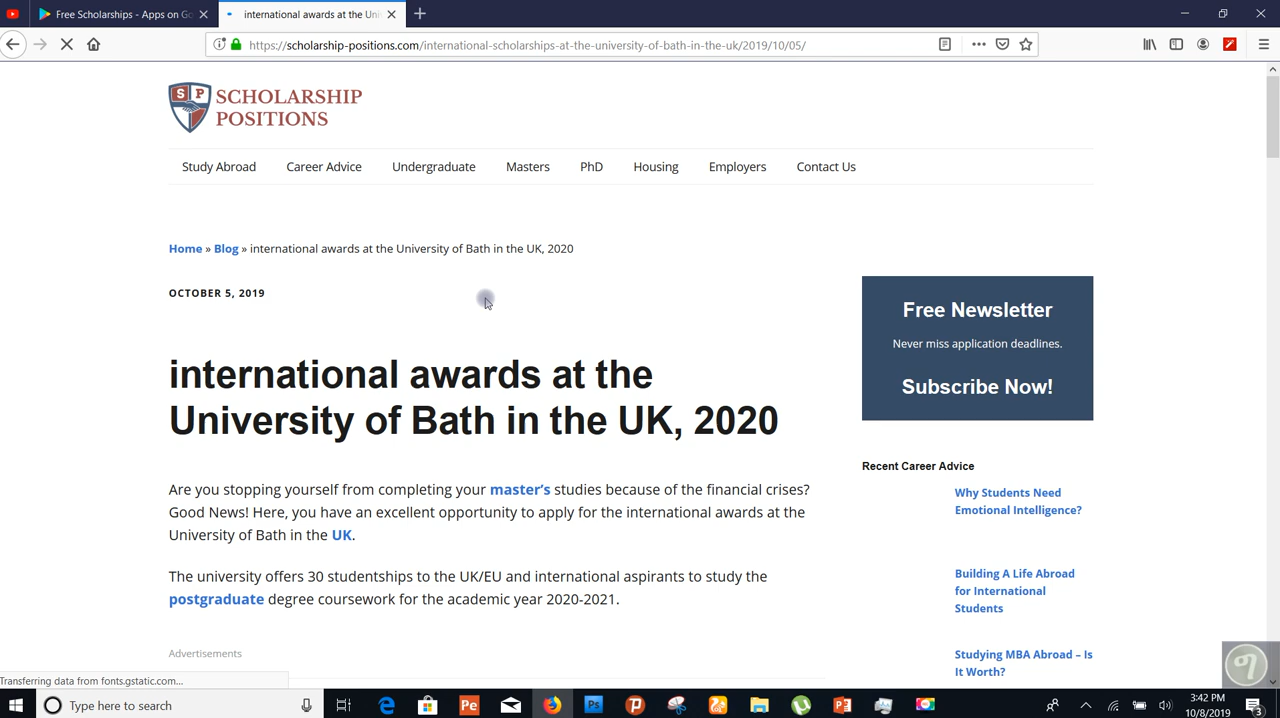 Free Scholarships - Apps on Go
international awards at the Uni
https://scholarship-positions.com/international-scholarships-at-the-university-of-bath-in-the-uk/2019/10/05/
S P
SCHOLARSHIP
POSITIONS
Study Abroad Career Advice Undergraduate Masters PhD Housing Employers Contact Us
Home » Blog » international awards at the University of Bath in the UK, 2020
OCTOBER 5, 2019
international awards at the
University of Bath in the UK, 2020
Are you stopping yourself from completing your master's studies because of the financial crises?
Good News! Here, you have an excellent opportunity to apply for the international awards at the
University of Bath in the UK.
The university offers 30 studentships to the UK/EU and international aspirants to study the
postgraduate degree coursework for the academic year 2020-2021.
Advertisements
Free Newsletter
Never miss application deadlines.
Subscribe Now!
Recent Career Advice
Why Students Need
Emotional Intelligence?
Building A Life Abroad
for International
Students
Studying MBA Abroad – Is
It Worth?
Transferring data from fonts.gstatic.com...
Type here to search
Pe
Ps
3:42 PM
10/8/2019
3